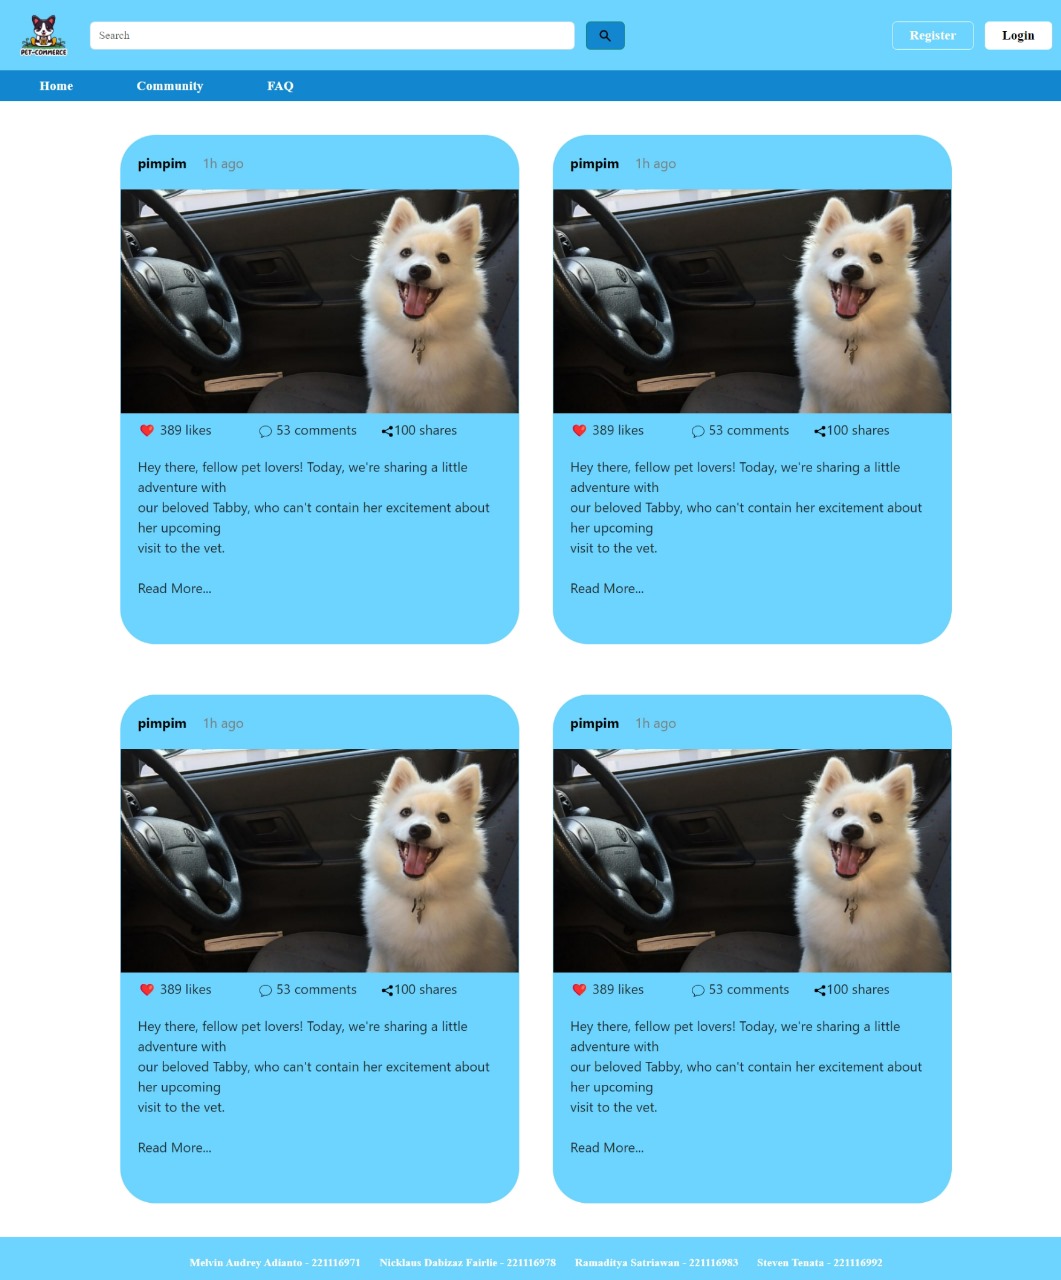 PET-COMMERCE
Search
Register
Login
Home
Community
FAQ
pimpim 1h ago
389 likes 53 comments 100 shares
Hey there, fellow pet lovers! Today, we're sharing a little
adventure with
our beloved Tabby, who can't contain her excitement about
her upcoming
visit to the vet.
Read More...
pimpim 1h ago
389 likes 53 comments 100 shares
Hey there, fellow pet lovers! Today, we're sharing a little
adventure with
our beloved Tabby, who can't contain her excitement about
her upcoming
visit to the vet.
Read More...
pimpim 1h ago
389 likes 53 comments 100 shares
Hey there, fellow pet lovers! Today, we're sharing a little
adventure with
our beloved Tabby, who can't contain her excitement about
her upcoming
visit to the vet.
Read More...
pimpim 1h ago
389 likes 53 comments 100 shares
Hey there, fellow pet lovers! Today, we're sharing a little
adventure with
our beloved Tabby, who can't contain her excitement about
her upcoming
visit to the vet.
Read More...
Melvin Andrey Adianto - 221116971 Nicklaus Dabizaz Fairlie - 221116978 Ramaditya Satriawan - 221116983 Steven Tenata - 221116992